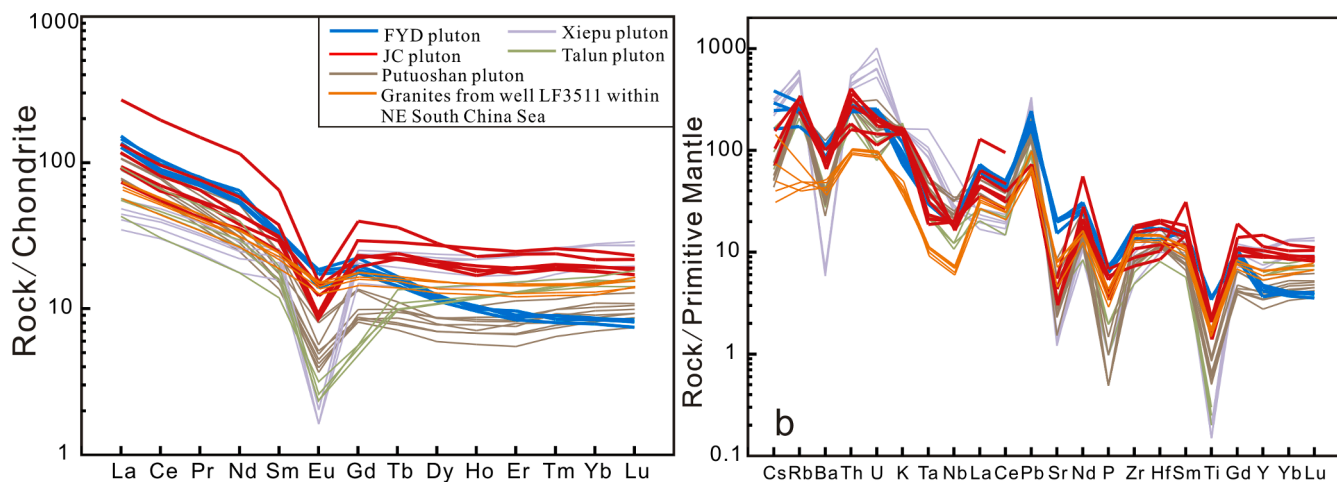 1000
100
10
1
Rock/Chondrite
FYD pluton
Xiepu pluton
JC pluton
Talun pluton
Putuoshan pluton
Granites from well LF3511 within
NE South China Sea
La Ce Pr Nd Sm Eu Gd Tb Dy Ho Er Tm Yb Lu
1000
100
10
1
0.1
Rock/Primitive Mantle
b
Cs Rb Ba Th U K Ta Nb La Ce Pb Sr Nd P Zr Hf Sm Ti Gd Y Yb Lu